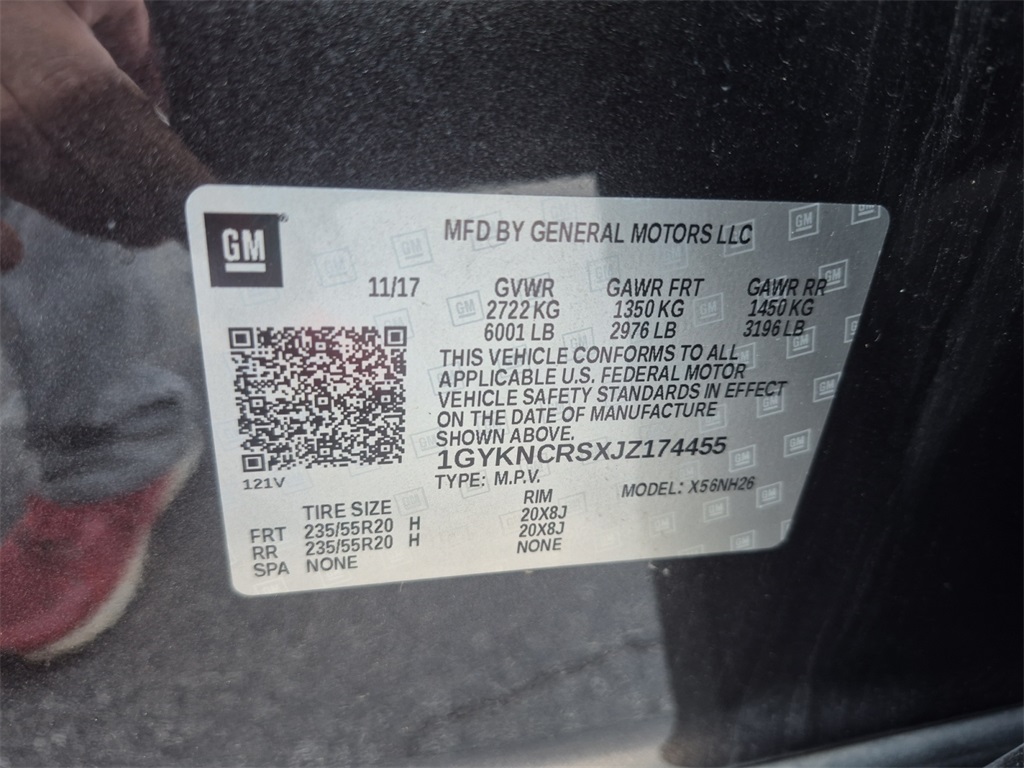 GM
MFD BY GENERAL MOTORS LLC
11/17 GVWR GAWR FRT GAWR RR
2722 KG 1350 KG 1450 KG
6001 LB 2976 LB 3196 LB
THIS VEHICLE CONFORMS TO ALL
APPLICABLE U.S. FEDERAL MOTOR
VEHICLE SAFETY STANDARDS IN EFFECT
ON THE DATE OF MANUFACTURE
SHOWN ABOVE.
1GYKNCRSXJZ174455
121V
TYPE: M.P.V. MODEL: X56NH26
TIRE SIZE RIM
FRT 235/55R20 H 20X8J
RR 235/55R20 H 20X8J
SPA NONE NONE